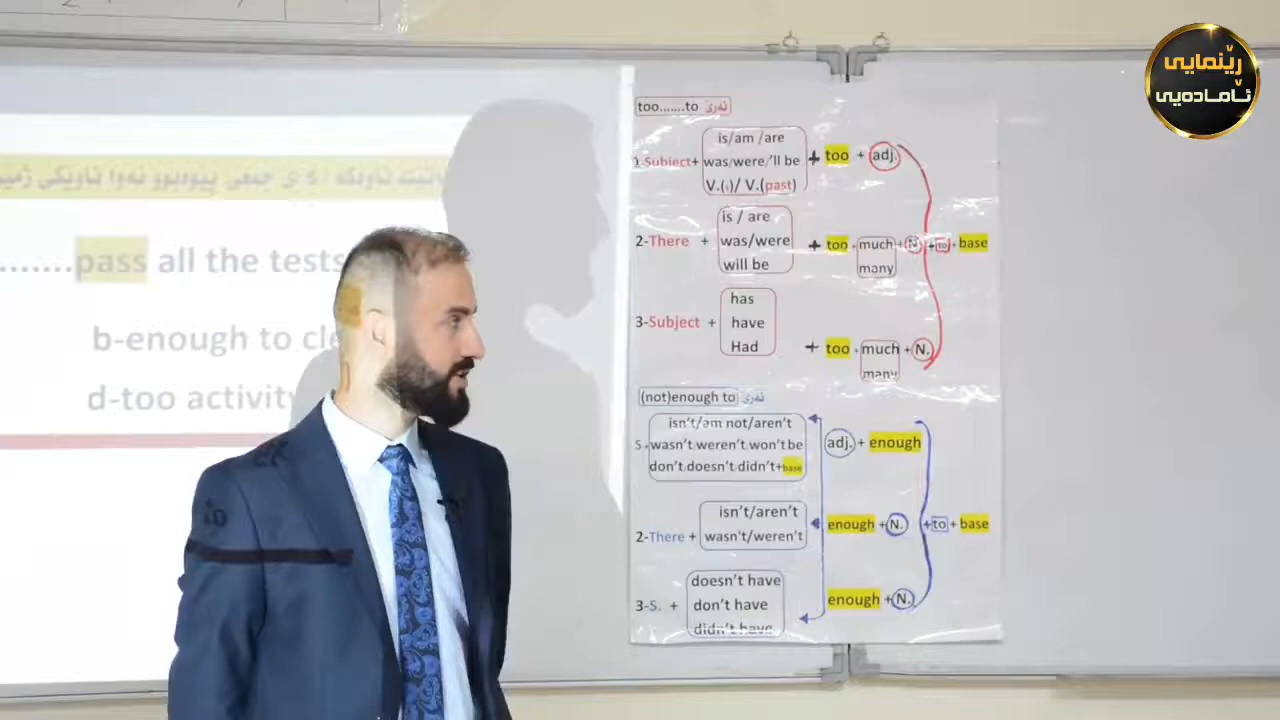 رێنمایی
ئامادەیی
pass all the tests
b-enough to
d-too activity
too.......to ئەرێ
1 Subject+ is/am /are + too + adj.
was/were/'ll be
V.(s)/ V.(past)
2-There + is / are + too + much + N. + to + base
was/were many
will be
3-Subject + has + too + much + N.
have many
Had
(not)enough to
S - isn't/am not/aren't adj. + enough
wasn't weren't won't be
don't doesn't didn't+base
2-There + isn't/aren't enough + N. + to + base
wasn't/weren't
3-S. + doesn't have enough + N.
don't have
didn't have